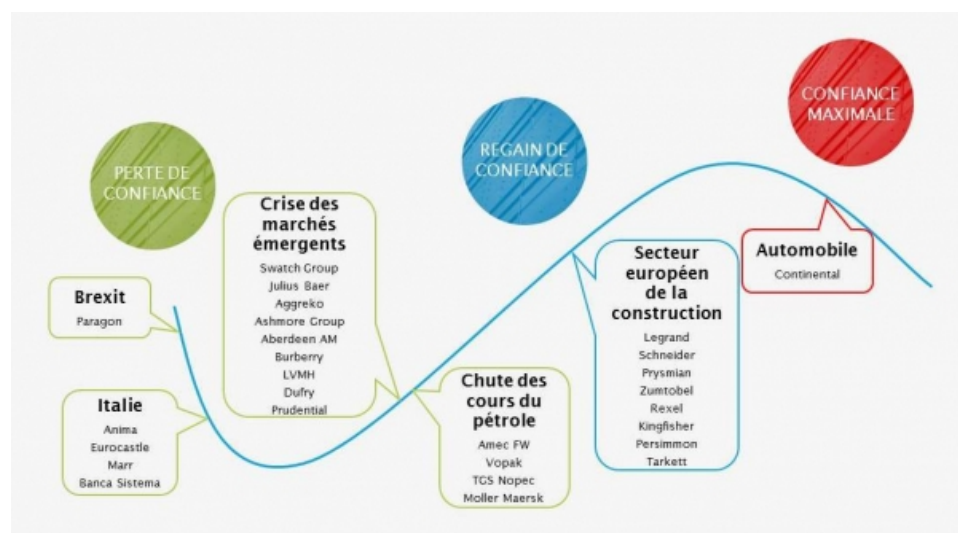 PERTE DE
CONFIANCE
REGAIN DE
CONFIANCE
CONFIANCE
MAXIMALE
Brexit
Paragon
Italie
Anima
Eurocastle
Marr
Banca Sistema
Crise des
marchés
émergents
Swatch Group
Julius Baer
Aggreko
Ashmore Group
Aberdeen AM
Burberry
LVMH
Dufry
Prudential
Chute des
cours du
pétrole
Amec FW
Vopak
TGS Nopec
Moller Maersk
Secteur
européen
de la
construction
Legrand
Schneider
Prysmian
Zumtobel
Rexel
Kingfisher
Persimmon
Tarkett
Automobile
Continental